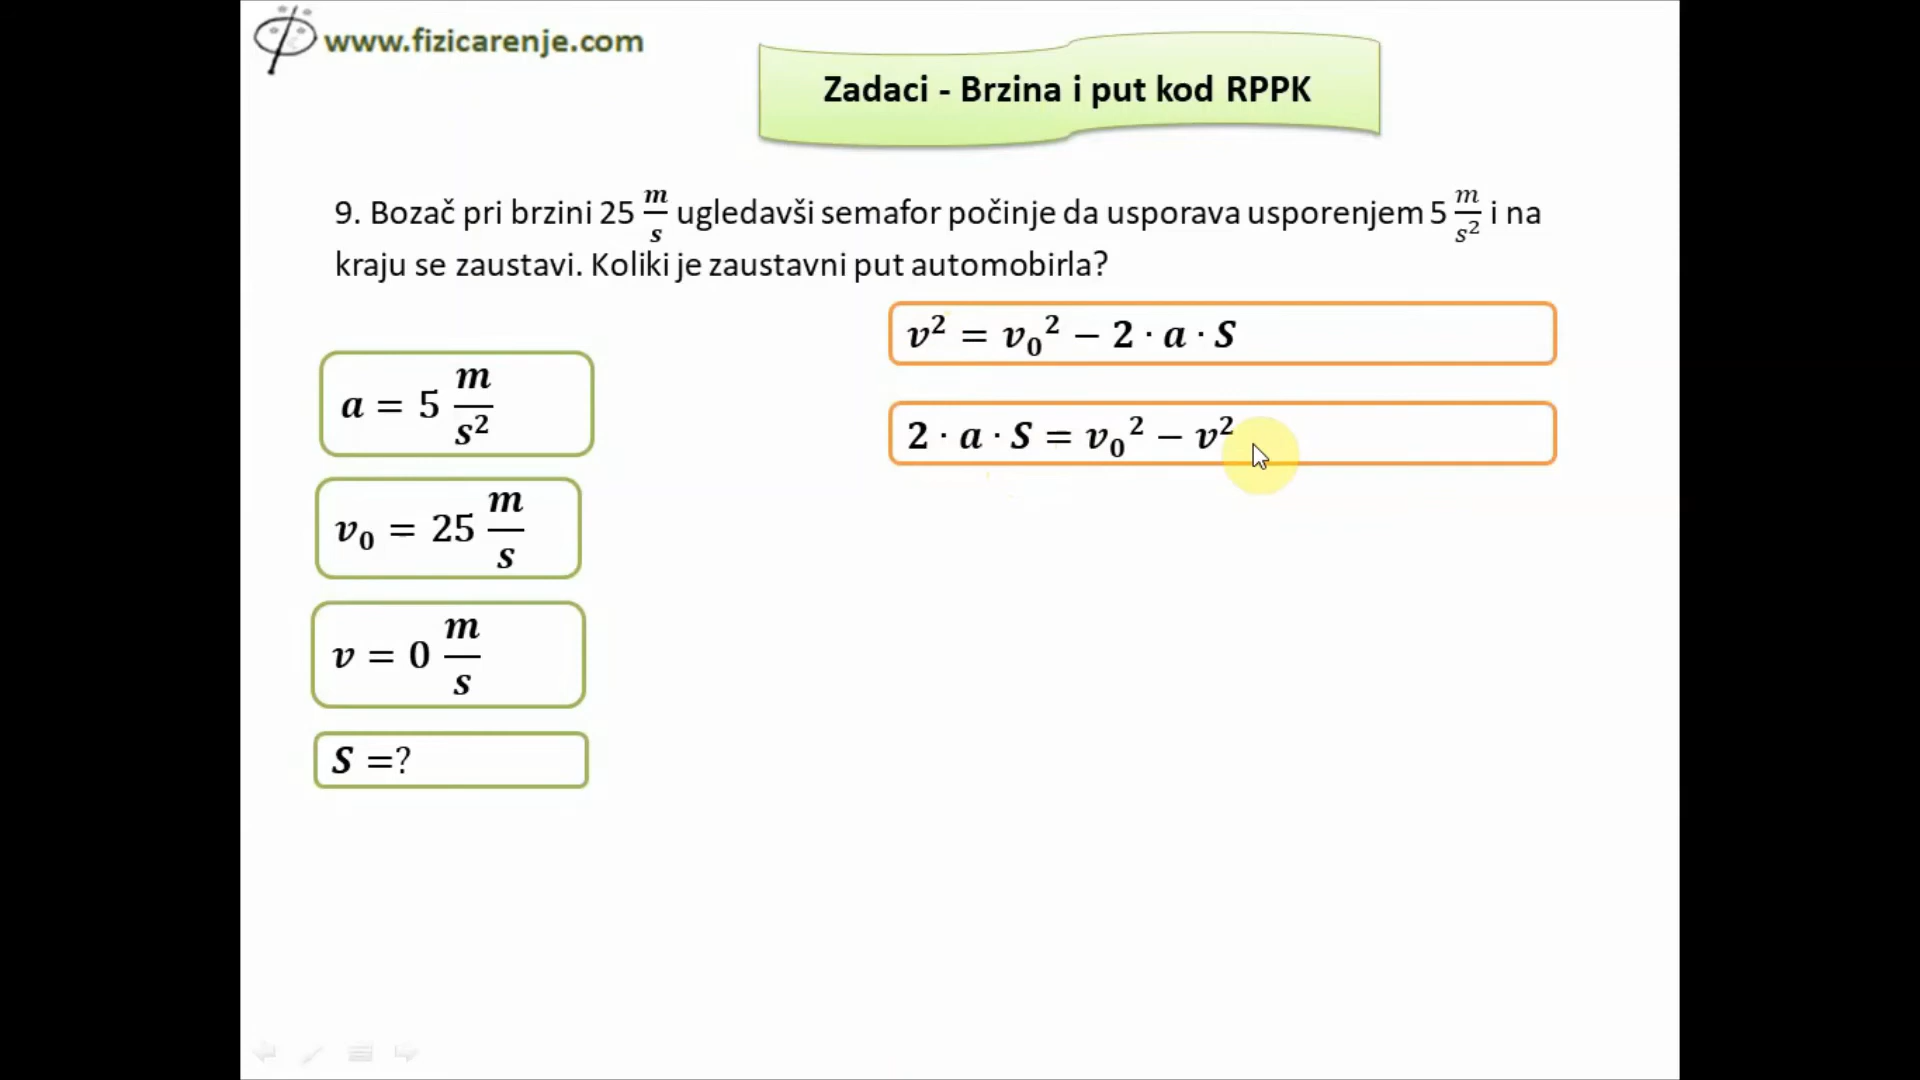 www.fizicarenje.com
Zadaci - Brzina i put kod RPPK
9. Bozač pri brzini 25 m/s ugledavši semafor počinje da usporava usporenjem 5 m/s² i na
kraju se zaustavi. Koliki je zaustavni put automobirla?
v² = v₀² − 2 · a · S
2 · a · S = v₀² − v²
a = 5 m/s²
v₀ = 25 m/s
v = 0 m/s
S =?